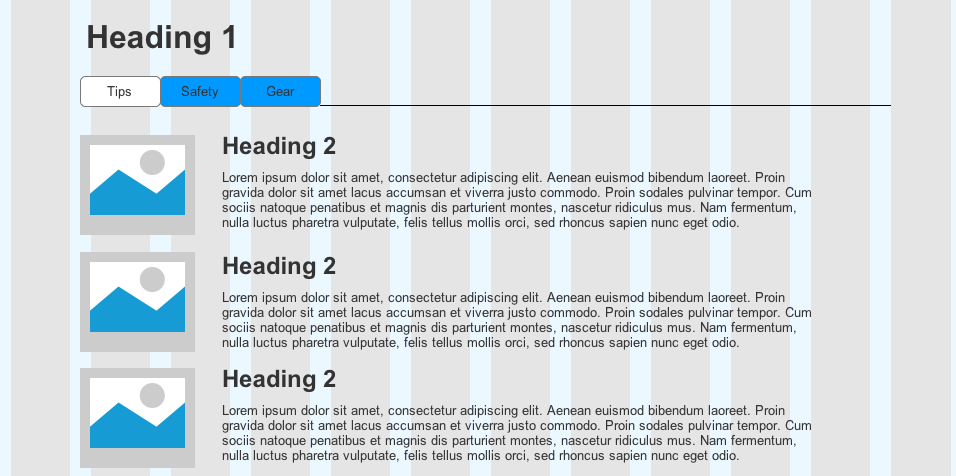 Heading 1
Tips Safety Gear
Heading 2
Lorem ipsum dolor sit amet, consectetur adipiscing elit. Aenean euismod bibendum laoreet. Proin
gravida dolor sit amet lacus accumsan et viverra justo commodo. Proin sodales pulvinar tempor. Cum
sociis natoque penatibus et magnis dis parturient montes, nascetur ridiculus mus. Nam fermentum,
nulla luctus pharetra vulputate, felis tellus mollis orci, sed rhoncus sapien nunc eget odio.
Heading 2
Lorem ipsum dolor sit amet, consectetur adipiscing elit. Aenean euismod bibendum laoreet. Proin
gravida dolor sit amet lacus accumsan et viverra justo commodo. Proin sodales pulvinar tempor. Cum
sociis natoque penatibus et magnis dis parturient montes, nascetur ridiculus mus. Nam fermentum,
nulla luctus pharetra vulputate, felis tellus mollis orci, sed rhoncus sapien nunc eget odio.
Heading 2
Lorem ipsum dolor sit amet, consectetur adipiscing elit. Aenean euismod bibendum laoreet. Proin
gravida dolor sit amet lacus accumsan et viverra justo commodo. Proin sodales pulvinar tempor. Cum
sociis natoque penatibus et magnis dis parturient montes, nascetur ridiculus mus. Nam fermentum,
nulla luctus pharetra vulputate, felis tellus mollis orci, sed rhoncus sapien nunc eget odio.